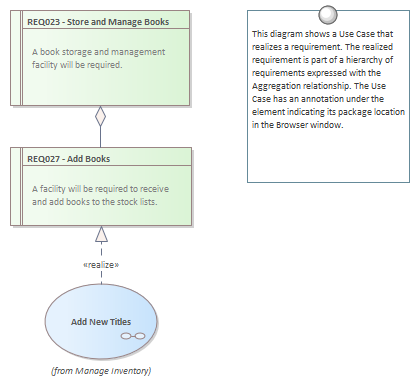 REQ023 - Store and Manage Books
A book storage and management
facility will be required.
REQ027 - Add Books
A facility will be required to receive
and add books to the stock lists.
«realize»
Add New Titles
(from Manage Inventory)
This diagram shows a Use Case that
realizes a requirement. The realized
requirement is part of a hierarchy of
requirements expressed with the
Aggregation relationship. The Use
Case has an annotation under the
element indicating its package location
in the Browser window.